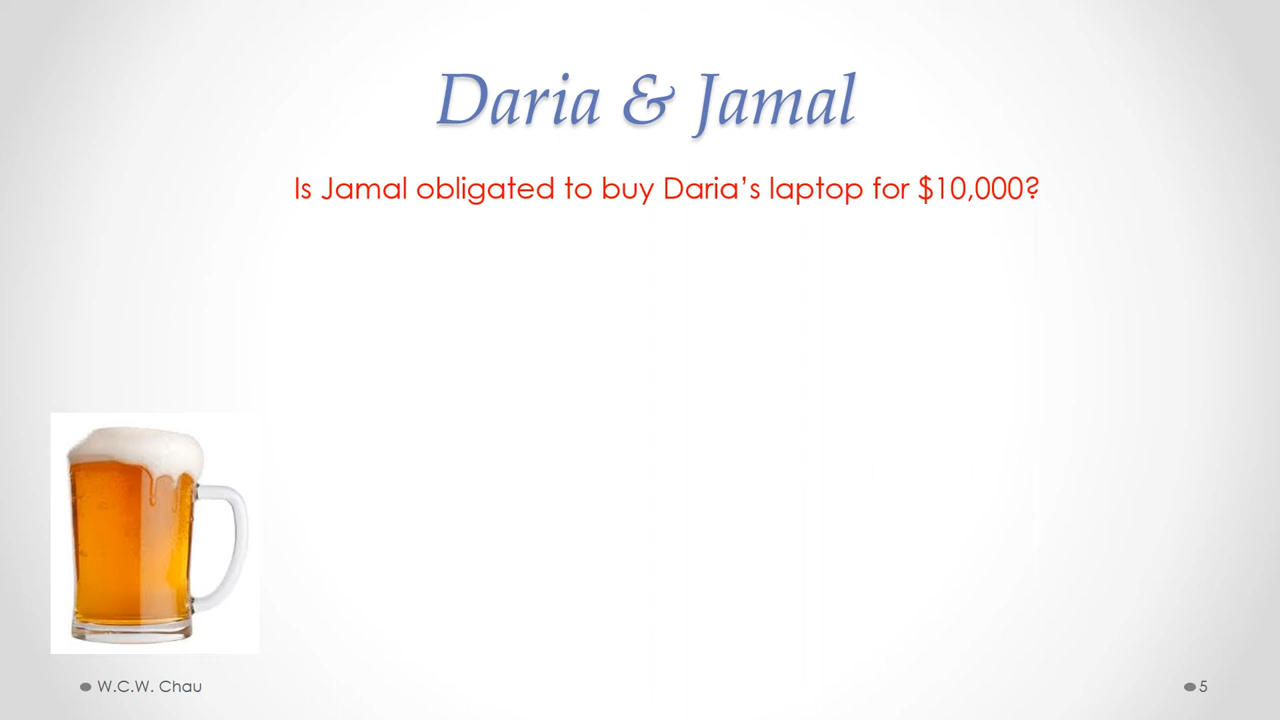 Daria & Jamal
Is Jamal obligated to buy Daria’s laptop for $10,000?
W.C.W. Chau
5